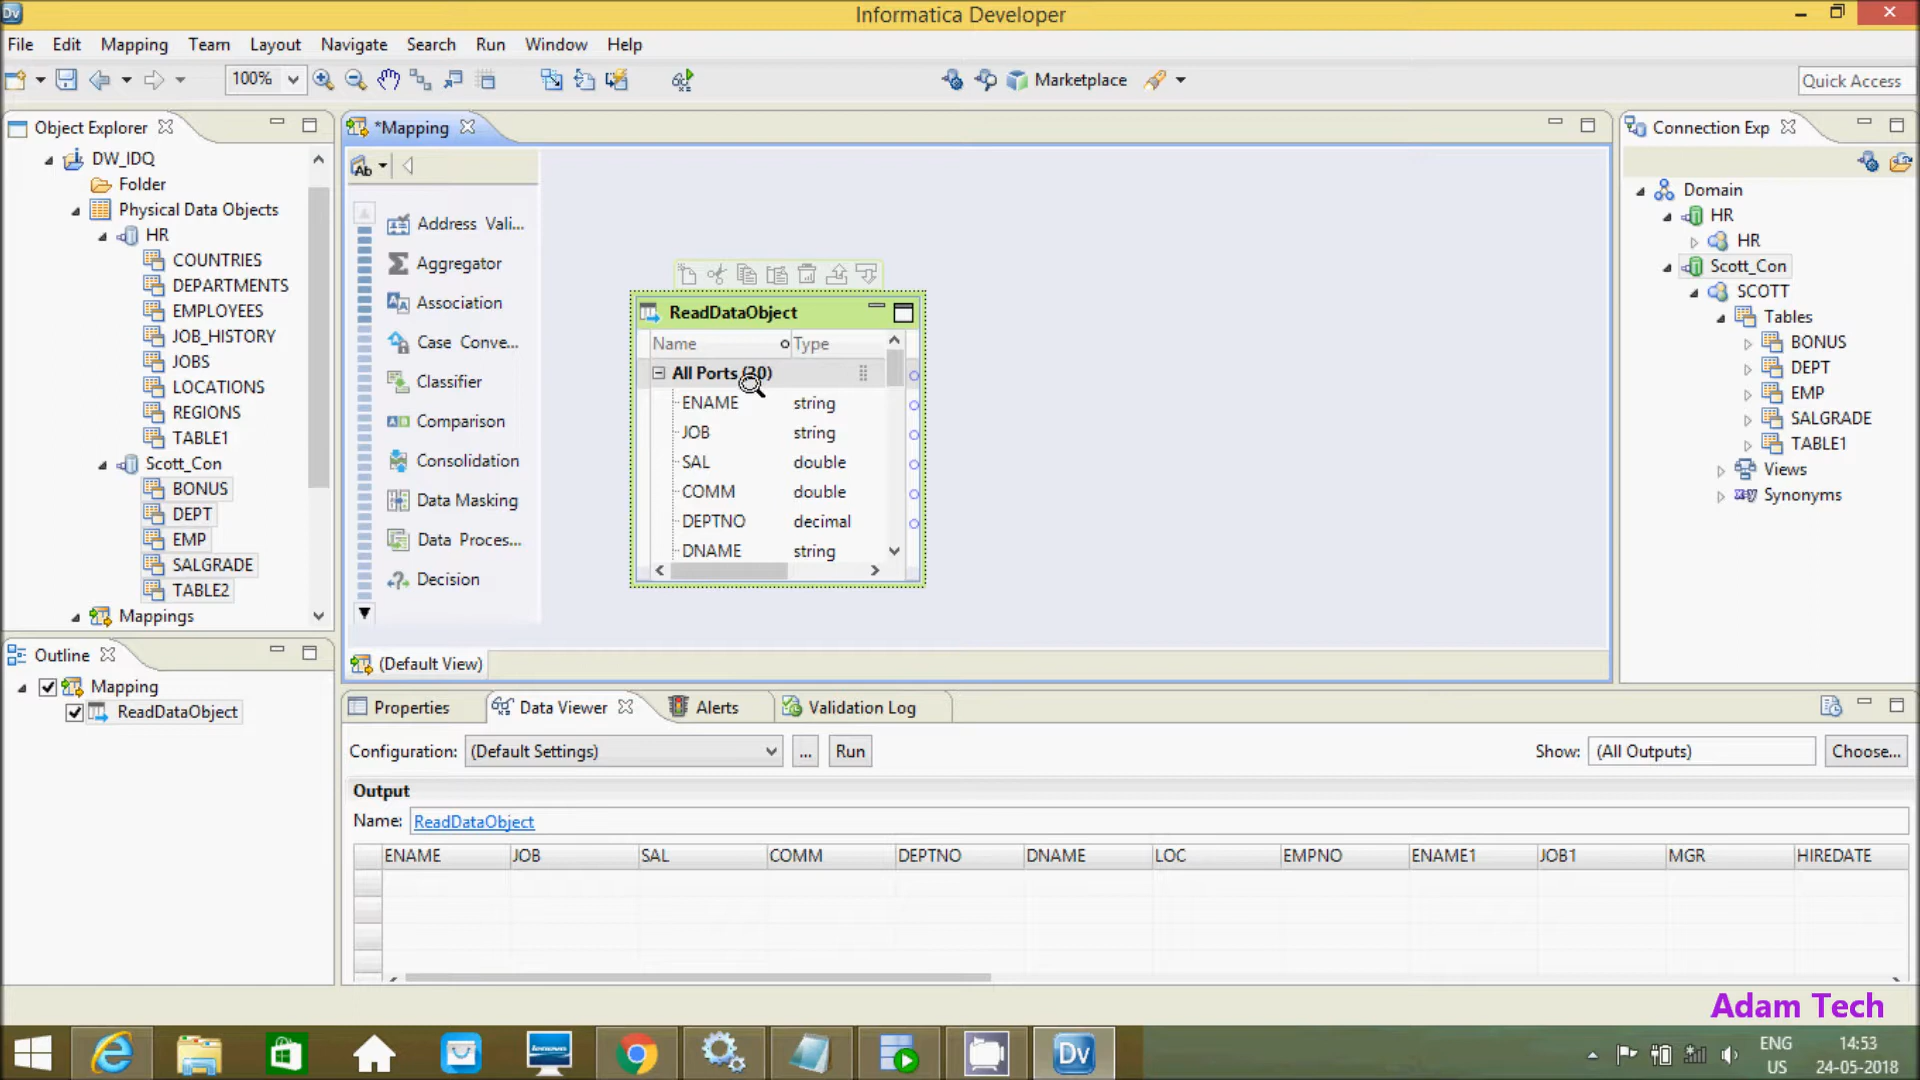 Dv
Informatica Developer
File Edit Mapping Team Layout Navigate Search Run Window Help
100%
Marketplace
Quick Access
Object Explorer
DW_IDQ
Folder
Physical Data Objects
HR
COUNTRIES
DEPARTMENTS
EMPLOYEES
JOB_HISTORY
JOBS
LOCATIONS
REGIONS
TABLE1
Scott_Con
BONUS
DEPT
EMP
SALGRADE
TABLE2
Mappings
Outline
Mapping
ReadDataObject
*Mapping
Ab
Address Vali...
Aggregator
Association
Case Conve...
Classifier
Comparison
Consolidation
Data Masking
Data Proces...
Decision
ReadDataObject
Name Type
All Ports (30)
ENAME string
JOB string
SAL double
COMM double
DEPTNO decimal
DNAME string
(Default View)
Connection Exp
Domain
HR
HR
Scott_Con
SCOTT
Tables
BONUS
DEPT
EMP
SALGRADE
TABLE1
Views
Synonyms
Properties Data Viewer Alerts Validation Log
Configuration: (Default Settings) ... Run Show: (All Outputs) Choose...
Output
Name: ReadDataObject
ENAME JOB SAL COMM DEPTNO DNAME LOC EMPNO ENAME1 JOB1 MGR HIREDATE
Adam Tech
Dv
ENG 14:53
US 24-05-2018